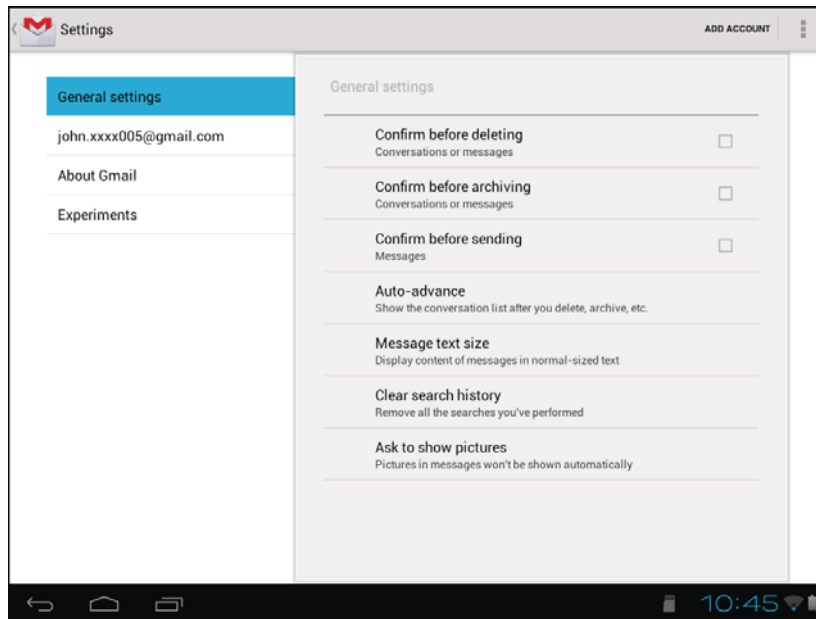 Settings
ADD ACCOUNT
General settings
john.xxxx005@gmail.com
About Gmail
Experiments
General settings
Confirm before deleting
Conversations or messages
Confirm before archiving
Conversations or messages
Confirm before sending
Messages
Auto-advance
Show the conversation list after you delete, archive, etc.
Message text size
Display content of messages in normal-sized text
Clear search history
Remove all the searches you've performed
Ask to show pictures
Pictures in messages won't be shown automatically
10:45